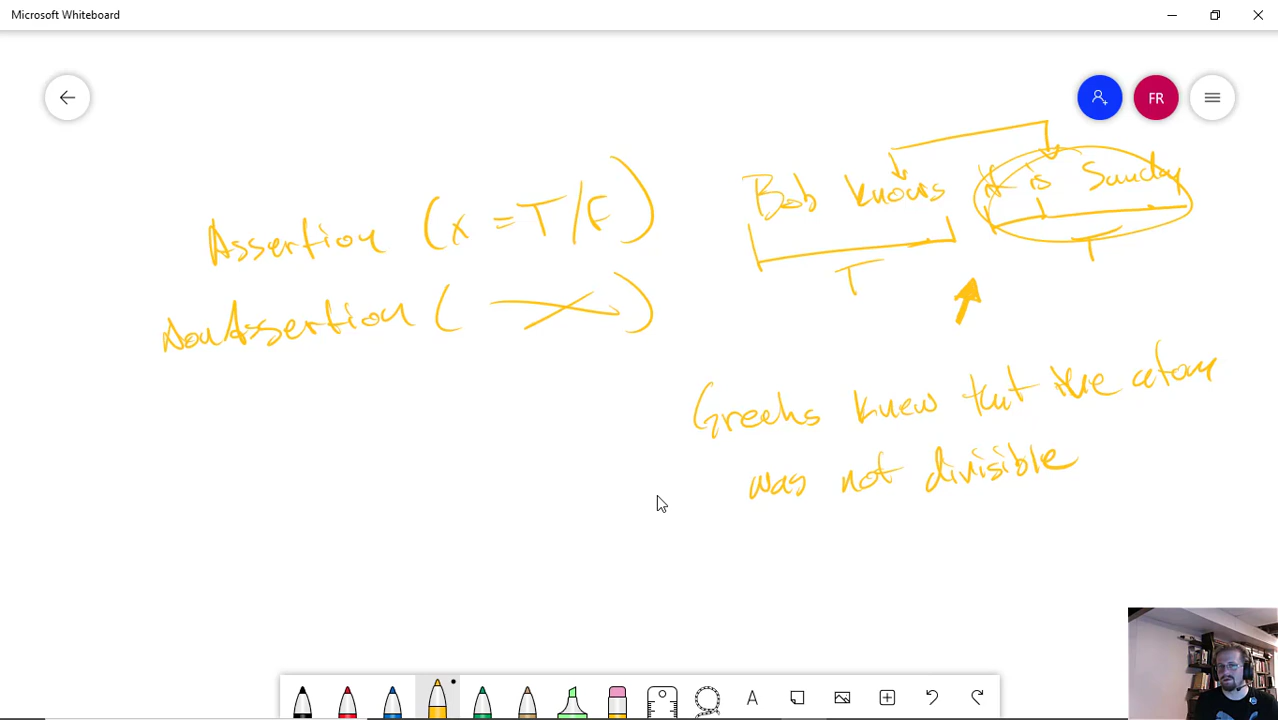 Microsoft Whiteboard
FR
Assertion (x = T/F)
NonAssertion ( )
Bob knows it is Sunday
T
T
Greeks knew that the atom
was not divisible
A